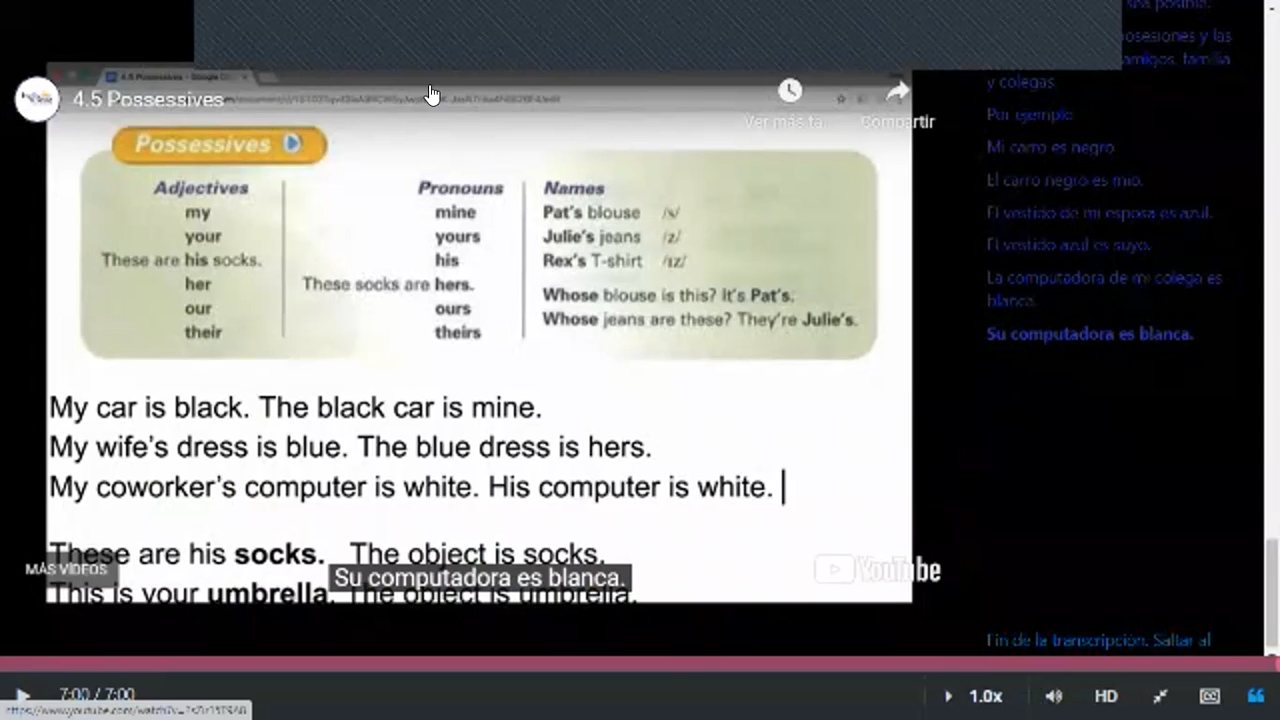 sea posible.
posesiones y las
amigos, familia
y colegas.
Por ejemplo
Mi carro es negro
El carro negro es mío.
El vestido de mi esposa es azul.
El vestido azul es suyo.
La computadora de mi colega es
blanca.
Su computadora es blanca.
4.5 Possessives - Google
4.5 Possessives
Ver más ta...
Compartir
Possessives
Adjectives
my
your
These are his socks.
her
our
their
Pronouns
mine
yours
his
These socks are hers.
ours
theirs
Names
Pat's blouse /s/
Julie's jeans /z/
Rex's T-shirt /ɪz/
Whose blouse is this? It's Pat's.
Whose jeans are these? They're Julie's.
My car is black. The black car is mine.
My wife's dress is blue. The blue dress is hers.
My coworker's computer is white. His computer is white.
These are his socks. The object is socks.
This is your umbrella. The object is umbrella.
MÁS VÍDEOS
Su computadora es blanca.
YouTube
Fin de la transcripción. Saltar al
7:00 / 7:00
1.0x
HD